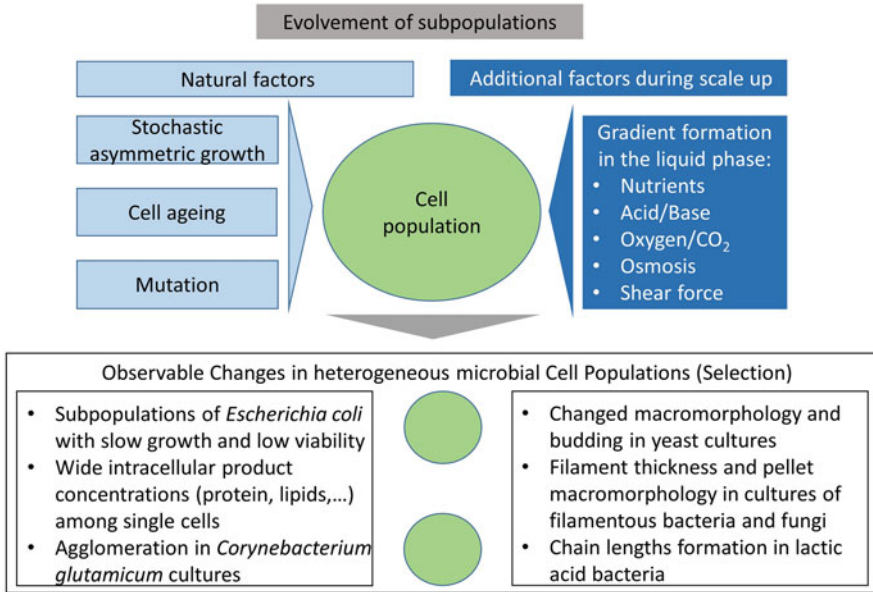 Evolvement of subpopulations
Natural factors
Additional factors during scale up
Stochastic
asymmetric growth
Cell ageing
Mutation
Cell
population
Gradient formation
in the liquid phase:
• Nutrients
• Acid/Base
• Oxygen/CO₂
• Osmosis
• Shear force
Observable Changes in heterogeneous microbial Cell Populations (Selection)
• Subpopulations of Escherichia coli
with slow growth and low viability
• Wide intracellular product
concentrations (protein, lipids,…)
among single cells
• Agglomeration in Corynebacterium
glutamicum cultures
• Changed macromorphology and
budding in yeast cultures
• Filament thickness and pellet
macromorphology in cultures of
filamentous bacteria and fungi
• Chain lengths formation in lactic
acid bacteria